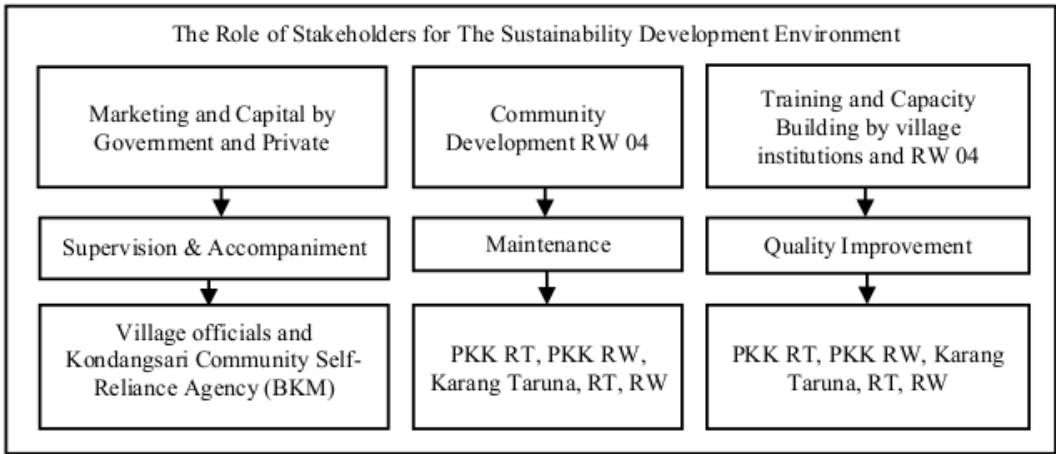 The Role of Stakeholders for The Sustainability Development Environment
Marketing and Capital by
Government and Private
Community
Development RW 04
Training and Capacity
Building by village
institutions and RW 04
Supervision & Accompaniment
Maintenance
Quality Improvement
Village officials and
Kondangsari Community Self-
Reliance Agency (BKM)
PKK RT, PKK RW,
Karang Taruna, RT, RW
PKK RT, PKK RW, Karang
Taruna, RT, RW